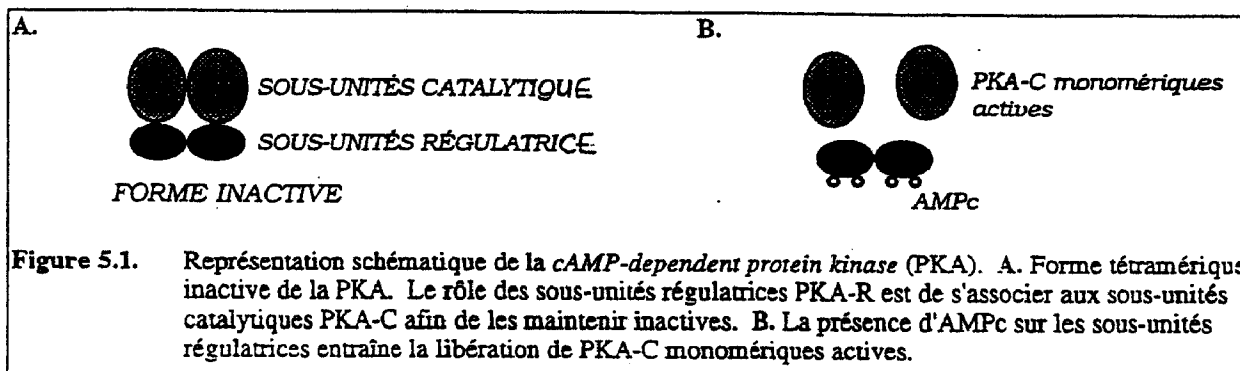 A.
B.
SOUS-UNITÉS CATALYTIQUE
SOUS-UNITÉS RÉGULATRICE
FORME INACTIVE
PKA-C monomériques
actives
AMPc
Figure 5.1. Représentation schématique de la cAMP-dependent protein kinase (PKA). A. Forme tétramériqu
inactive de la PKA. Le rôle des sous-unités régulatrices PKA-R est de s'associer aux sous-unités
catalytiques PKA-C afin de les maintenir inactives. B. La présence d'AMPc sur les sous-unités
régulatrices entraîne la libération de PKA-C monomériques actives.